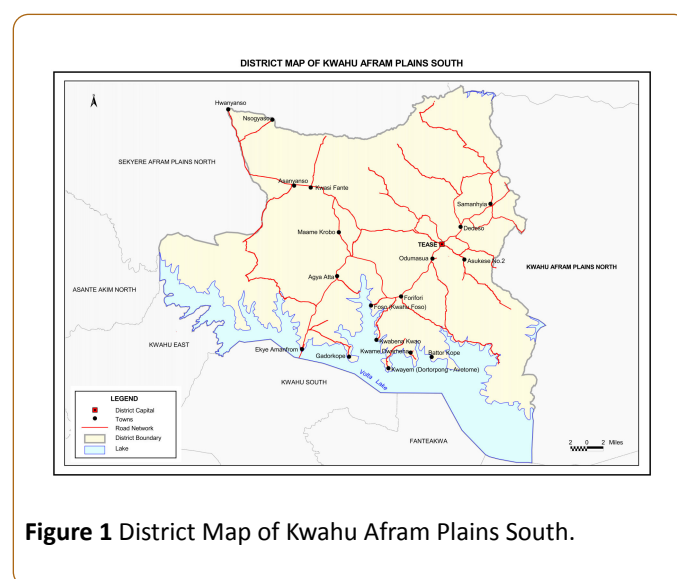 DISTRICT MAP OF KWAHU AFRAM PLAINS SOUTH
Hwanyanso
Nsogyaso
SEKYERE AFRAM PLAINS NORTH
Asanyanso
Kwasi Fante
Samanhyia
Maame Krobo
Dedeso
TEASE
Odumasua
Asukese No.2
KWAHU AFRAM PLAINS NORTH
Agya Atta
ASANTE AKIM NORTH
Forifori
Foso (Kwahu Foso)
KWAHU EAST
Kwabena Kwao
Ekye Amanfrom
Gadorkope
Battor Kope
Kwayem (Dortorpong - Avetome)
Volta Lake
KWAHU SOUTH
FANTEAKWA
LEGEND
District Capital
Towns
Road Network
District Boundary
Lake
2 0 2 Miles
Figure 1 District Map of Kwahu Afram Plains South.